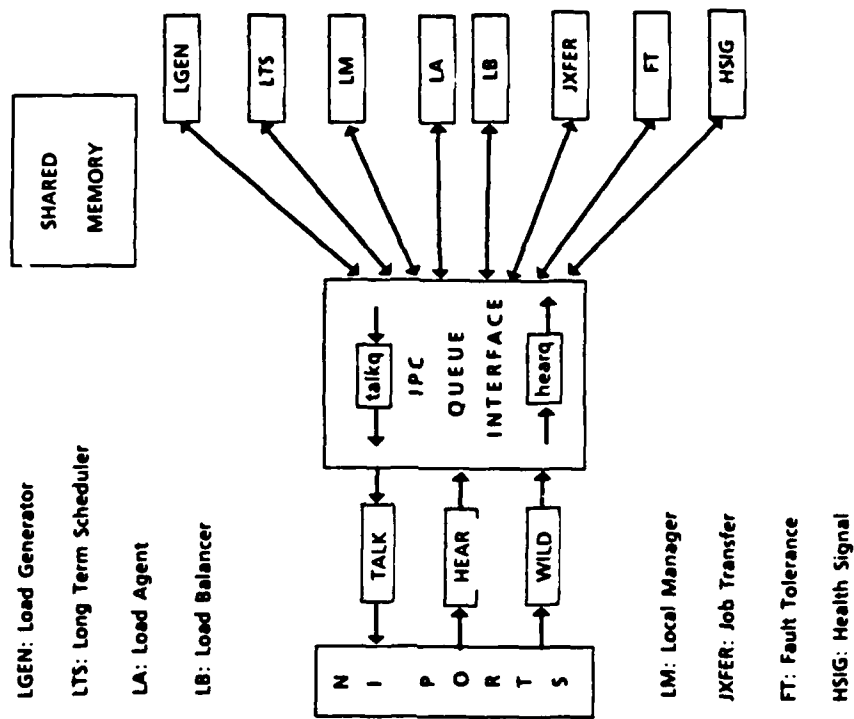 LGEN: Load Generator
LTS: Long Term Scheduler
LA: Load Agent
LB: Load Balancer
SHARED
MEMORY
NI PORTS
TALK
HEAR
WILD
talkq
IPC
QUEUE
INTERFACE
hearq
LGEN
LTS
LM
LA
LB
JXFER
FT
HSIG
LM: Local Manager
JXFER: Job Transfer
FT: Fault Tolerance
HSIG: Health Signal